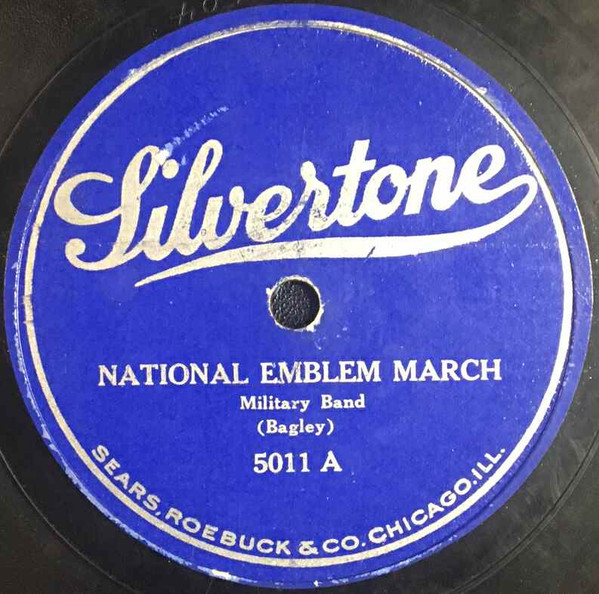 Silvertone
NATIONAL EMBLEM MARCH
Military Band
(Bagley)
5011 A
SEARS, ROEBUCK & CO. CHICAGO, ILL.